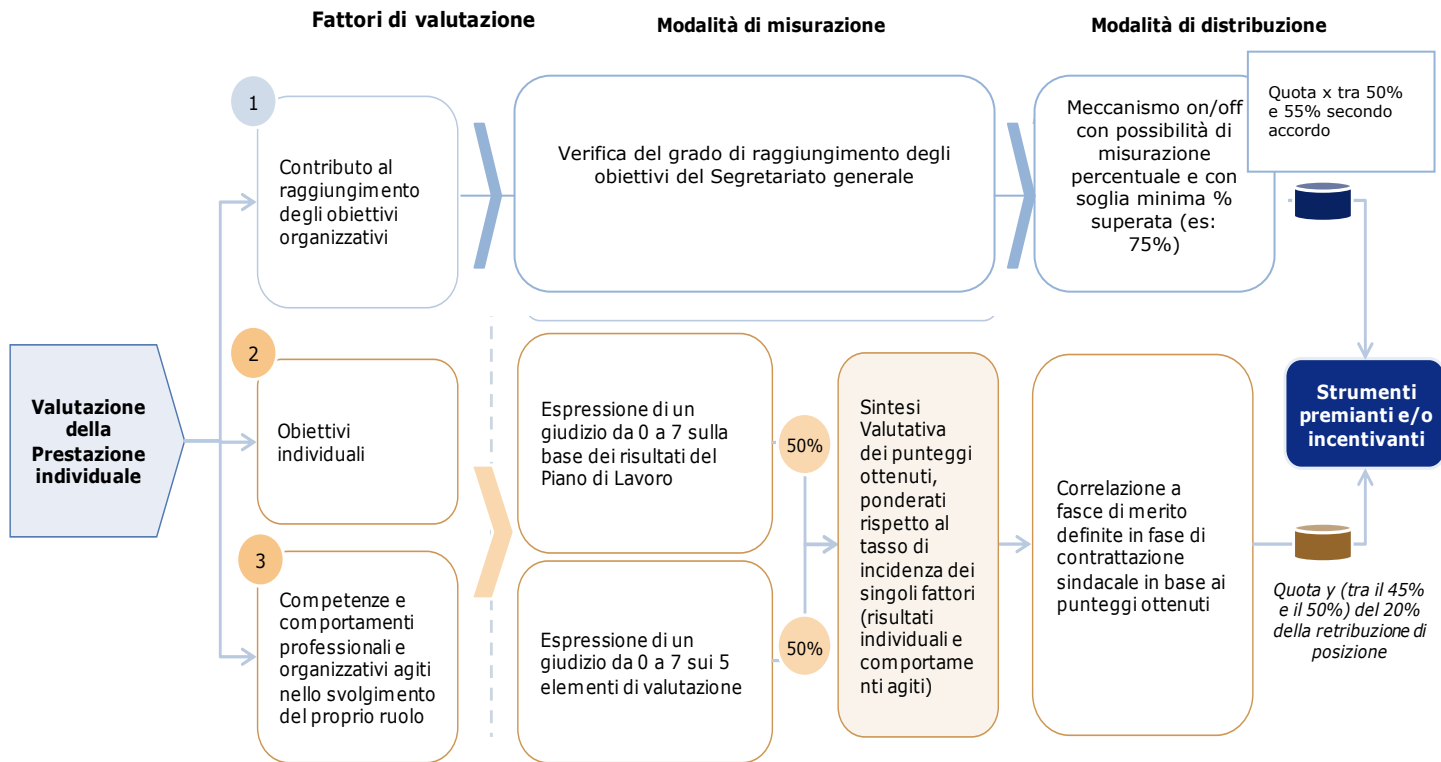 Fattori di valutazione
Modalità di misurazione
Modalità di distribuzione
Valutazione
della
Prestazione
individuale
1
Contributo al
raggiungimento
degli obiettivi
organizzativi
Verifica del grado di raggiungimento degli
obiettivi del Segretariato generale
Meccanismo on/off
con possibilità di
misurazione
percentuale e con
soglia minima %
superata (es:
75%)
Quota x tra 50%
e 55% secondo
accordo
2
Obiettivi
individuali
Espressione di un
giudizio da 0 a 7 sulla
base dei risultati del
Piano di Lavoro
50%
3
Competenze e
comportamenti
professionali e
organizzativi agiti
nello svolgimento
del proprio ruolo
Espressione di un
giudizio da 0 a 7 sui 5
elementi di valutazione
50%
Sintesi
Valutativa
dei punteggi
ottenuti,
ponderati
rispetto al
tasso di
incidenza dei
singoli fattori
(risultati
individuali e
comportame
nti agiti)
Correlazione a
fasce di merito
definite in fase di
contrattazione
sindacale in base ai
punteggi ottenuti
Strumenti
premianti e/o
incentivanti
Quota y (tra il 45%
e il 50%) del 20%
della retribuzione di
posizione